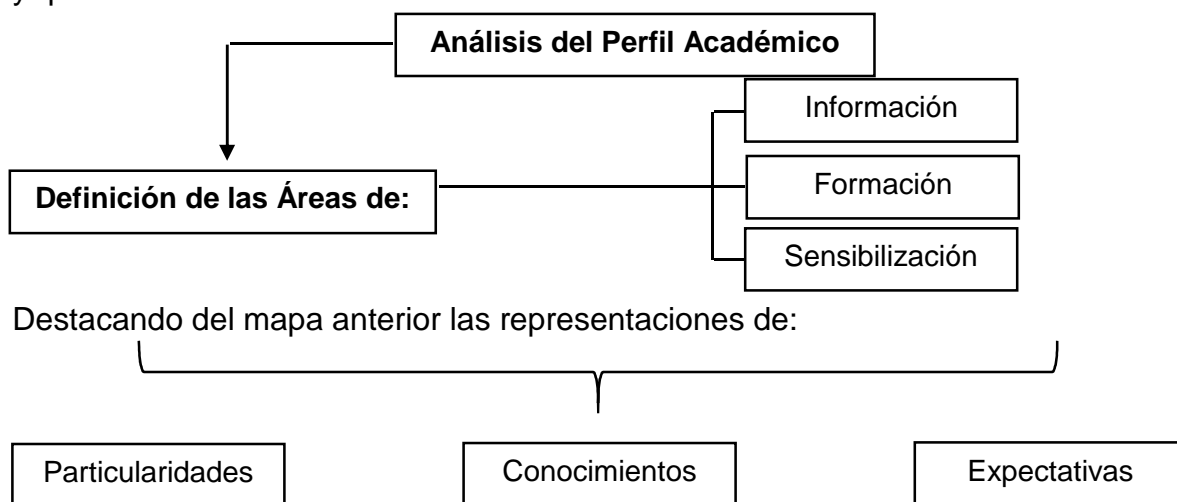 Análisis del Perfil Académico
Información
Formación
Definición de las Áreas de:
Sensibilización
Destacando del mapa anterior las representaciones de:
Particularidades
Conocimientos
Expectativas